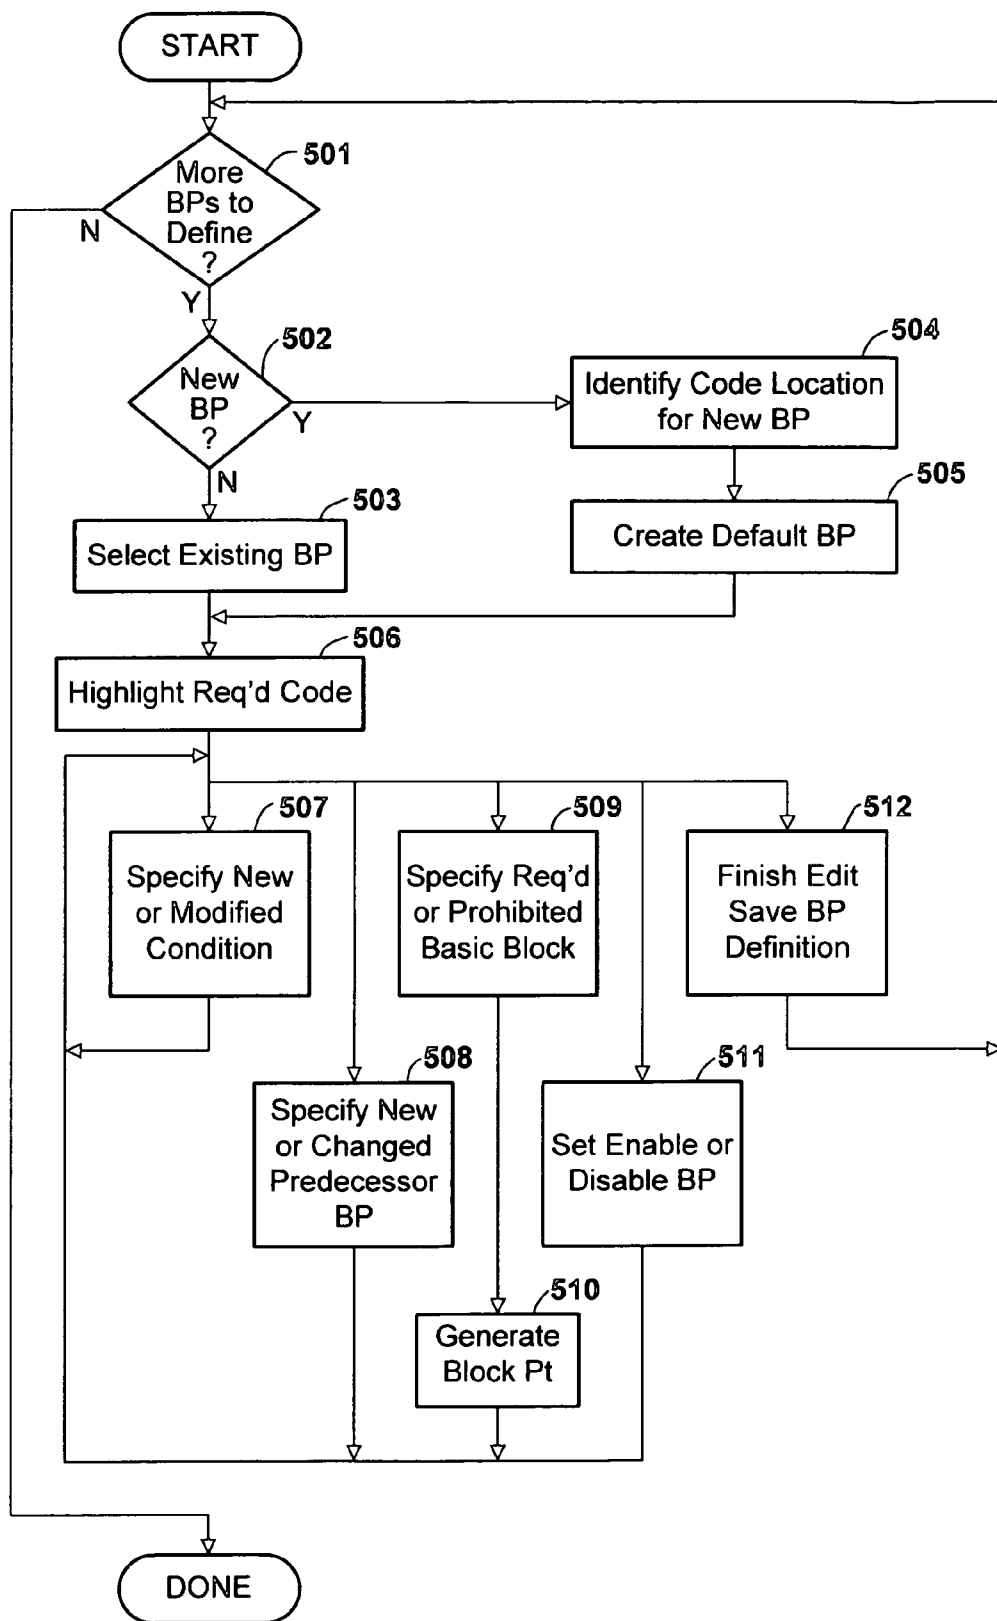 START
501
More
BPs to
Define
?
N
Y
502
New
BP
?
Y
N
504
Identify Code Location
for New BP
503
Select Existing BP
505
Create Default BP
506
Highlight Req'd Code
507
Specify New
or Modified
Condition
509
Specify Req'd
or Prohibited
Basic Block
512
Finish Edit
Save BP
Definition
508
Specify New
or Changed
Predecessor
BP
511
Set Enable or
Disable BP
510
Generate
Block Pt
DONE